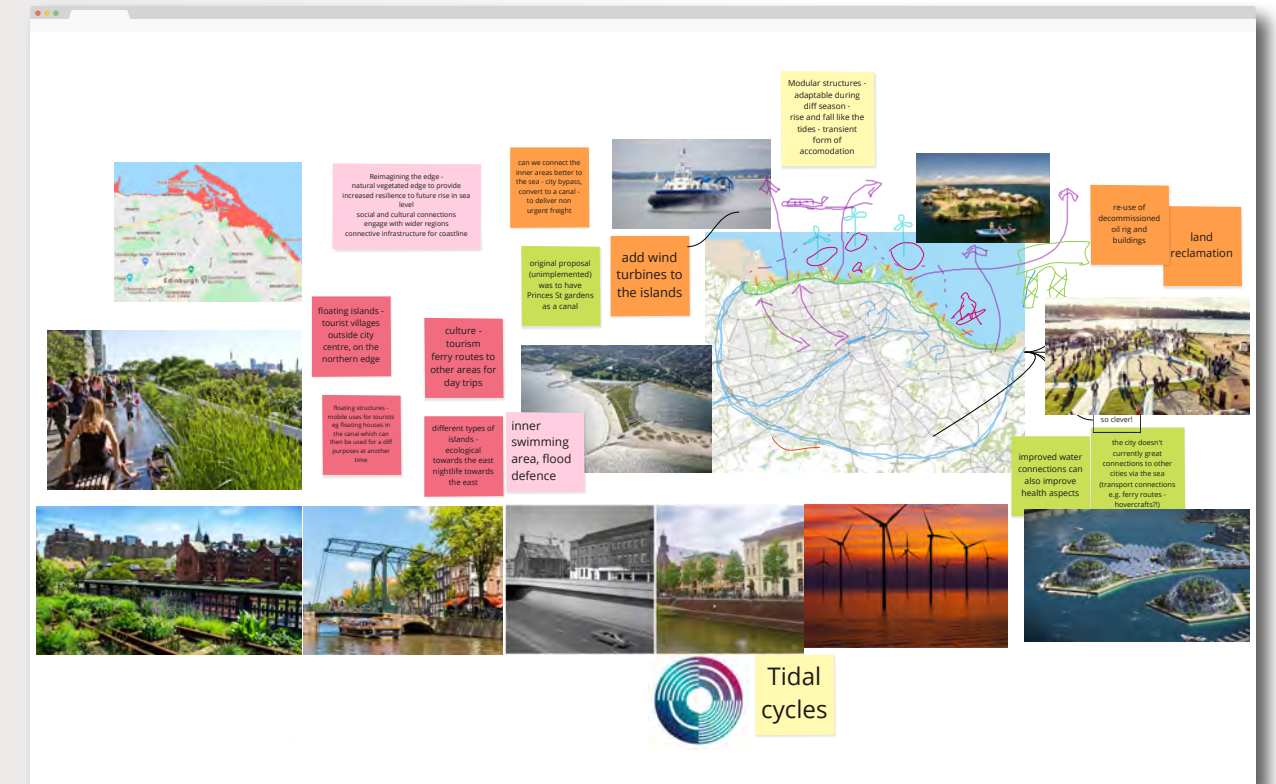 Modular structures -
adaptable during
diff season -
rise and fall like the
tides - transient
form of
accomodation
Reimagining the edge -
natural vegetated edge to provide
increased resilience to future rise in sea
level
social and cultural connections
engage with wider regions
connective infrastructure for coastline
can we connect the
inner areas better to
the sea - city bypass,
convert to a canal -
to deliver non
urgent freight
original proposal
(unimplemented)
was to have
Princes St gardens
as a canal
add wind
turbines to
the islands
re-use of
decommissioned
oil rig and
buildings
land
reclamation
Edinburgh
floating islands -
tourist villages
outside city
centre, on the
northern edge
culture -
tourism
ferry routes to
other areas for
day trips
floating structures -
mobile uses for tourists
eg floating houses in
the canal which can
then be used for a diff
purposes at another
time
different types of
islands -
ecological
towards the east
nightlife towards
the east
inner
swimming
area, flood
defence
so clever!
improved water
connections can
also improve
health aspects
the city doesn't
currently great
connections to other
cities via the sea
(transport connections
e.g. ferry routes -
hovercrafts?!)
Tidal
cycles